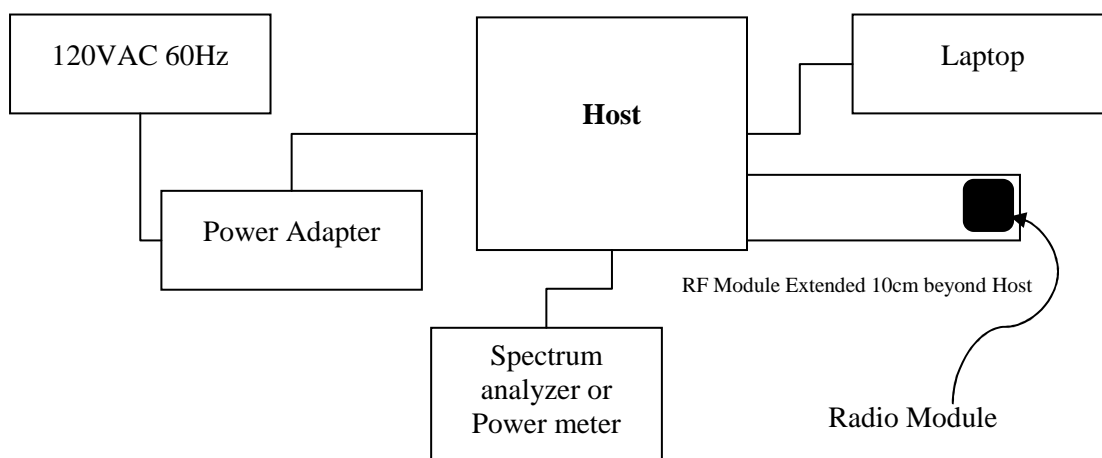 120VAC 60Hz
Host
Laptop
Power Adapter
RF Module Extended 10cm beyond Host
Spectrum
analyzer or
Power meter
Radio Module